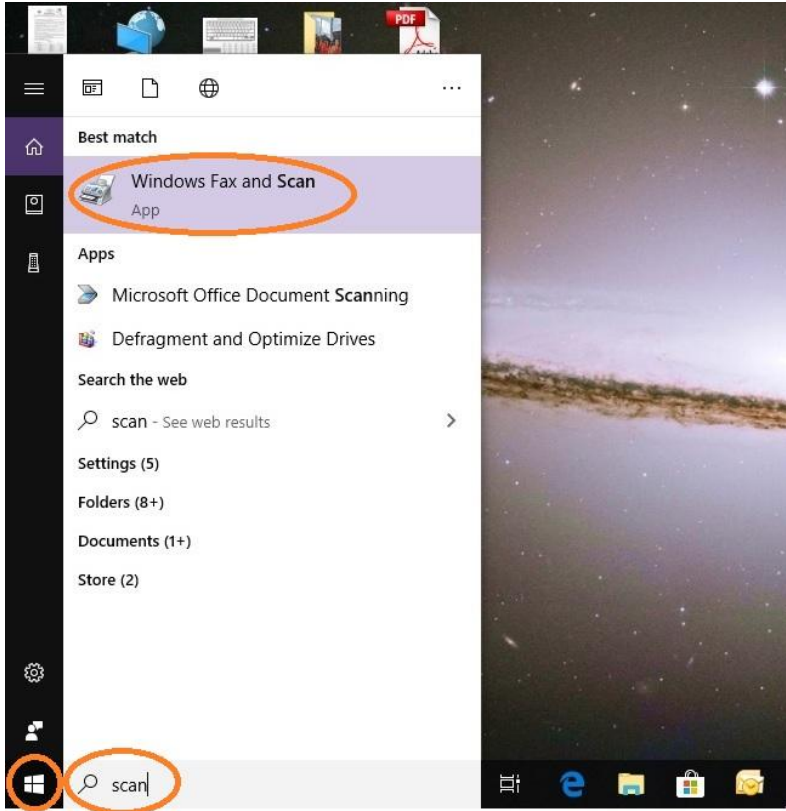 PDF
...
Best match
Windows Fax and Scan
App
Apps
Microsoft Office Document Scanning
Defragment and Optimize Drives
Search the web
scan - See web results
Settings (5)
Folders (8+)
Documents (1+)
Store (2)
scan